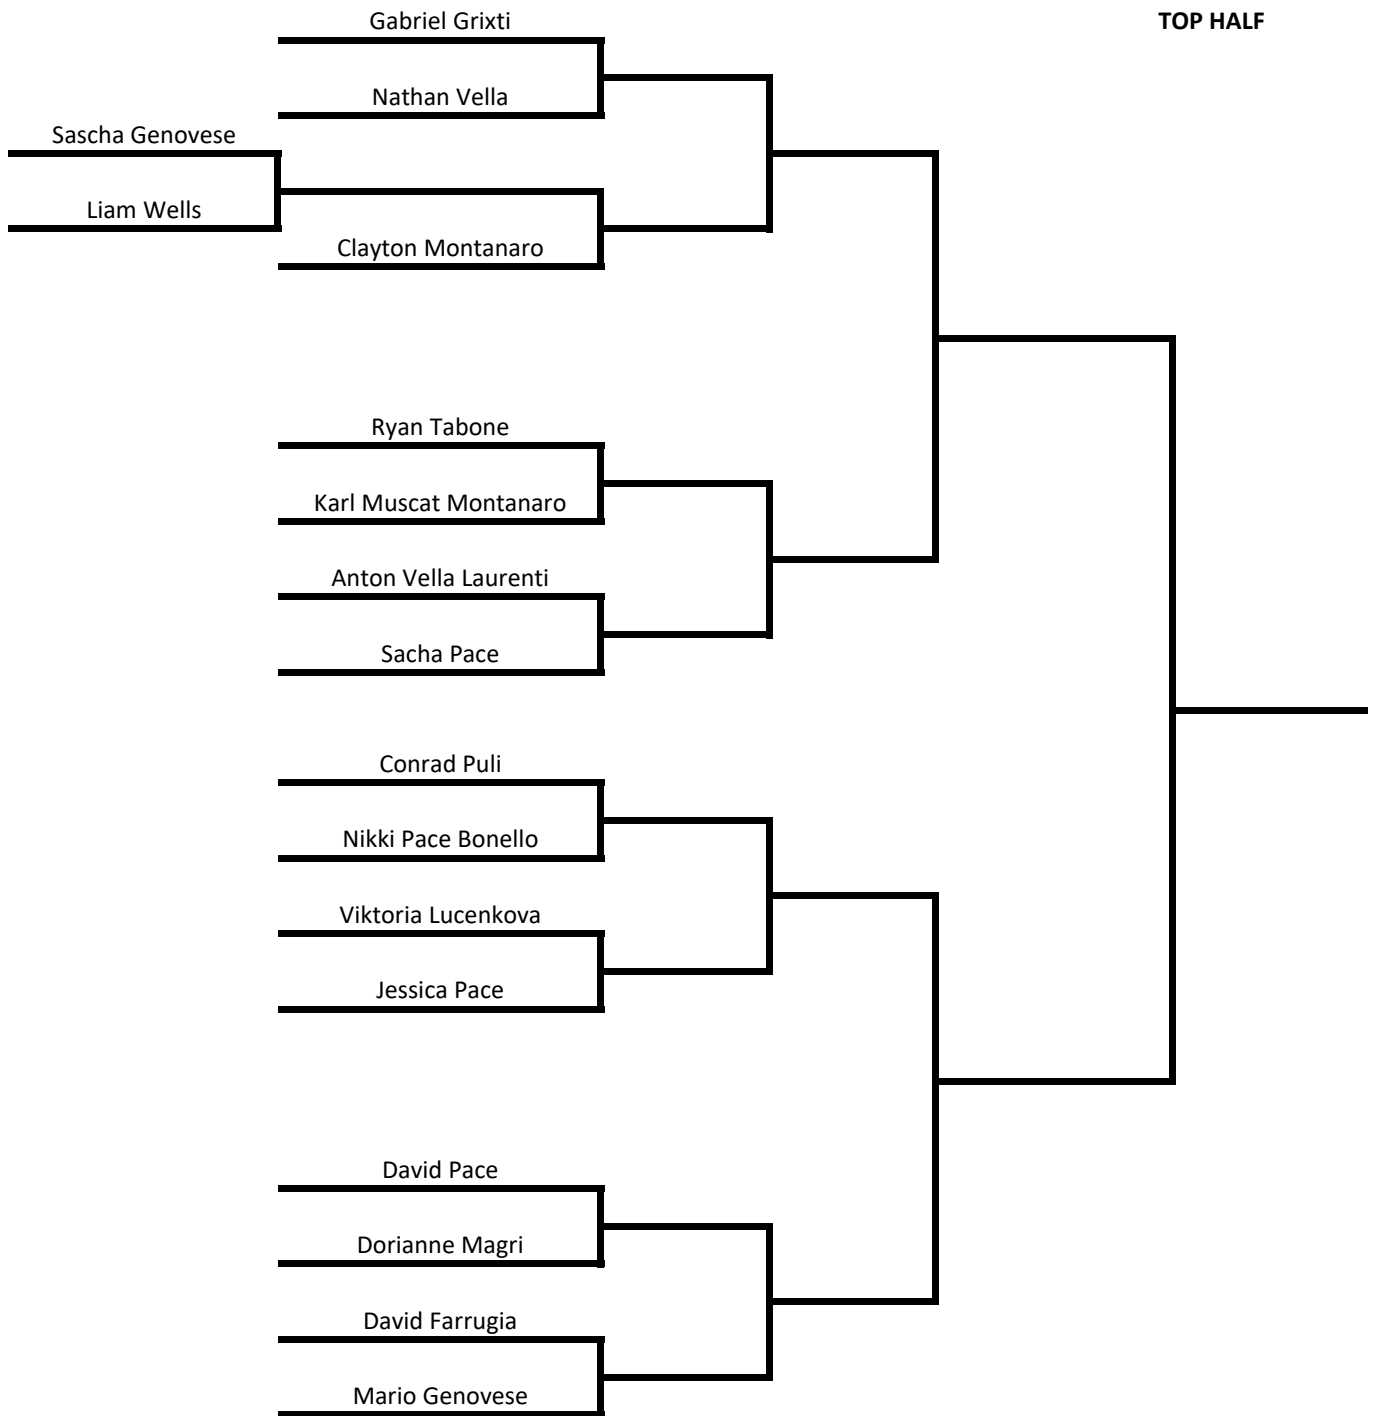 Gabriel Grixti
TOP HALF
Nathan Vella
Sascha Genovese
Liam Wells
Clayton Montanaro
Ryan Tabone
Karl Muscat Montanaro
Anton Vella Laurenti
Sacha Pace
Conrad Puli
Nikki Pace Bonello
Viktoria Lucenkova
Jessica Pace
David Pace
Dorianne Magri
David Farrugia
Mario Genovese